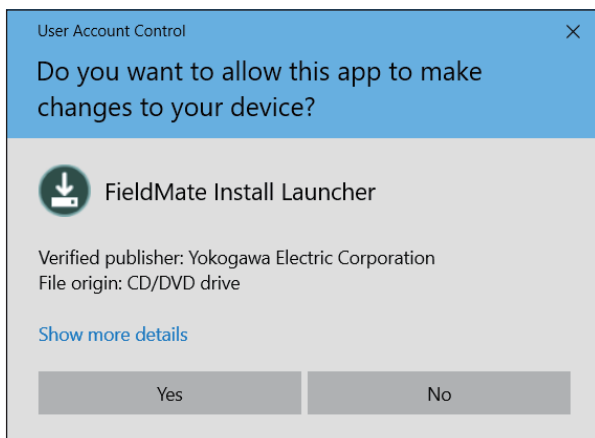 User Account Control
Do you want to allow this app to make
changes to your device?
FieldMate Install Launcher
Verified publisher: Yokogawa Electric Corporation
File origin: CD/DVD drive
Show more details
Yes
No